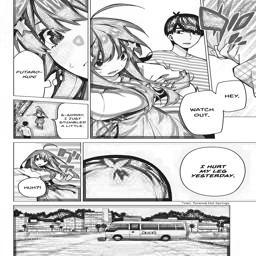 HEY.
WATCH
OUT.
FUTARO-
KUN!
S-SORRY.
I JUST
STUMBLED
A LITTLE.
I HURT
MY LEG
YESTERDAY.
HUH?!